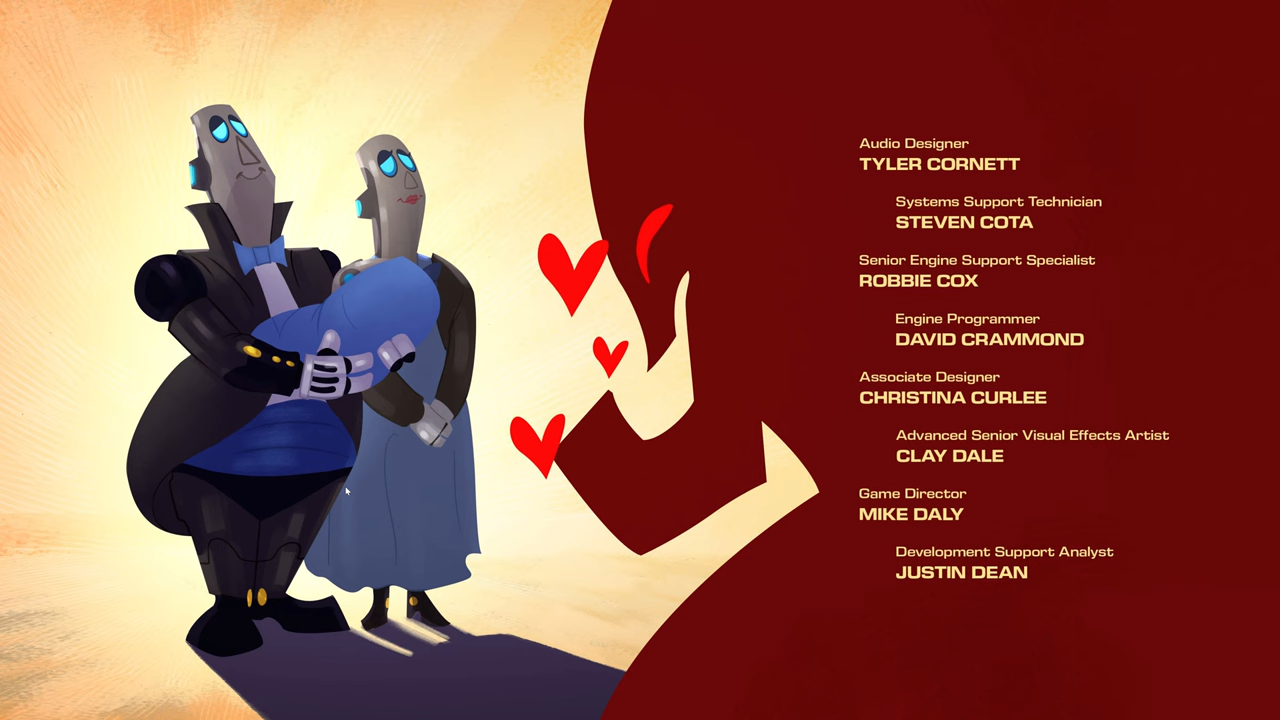 Audio Designer
TYLER CORNETT
Systems Support Technician
STEVEN COTA
Senior Engine Support Specialist
ROBBIE COX
Engine Programmer
DAVID CRAMMOND
Associate Designer
CHRISTINA CURLEE
Advanced Senior Visual Effects Artist
CLAY DALE
Game Director
MIKE DALY
Development Support Analyst
JUSTIN DEAN